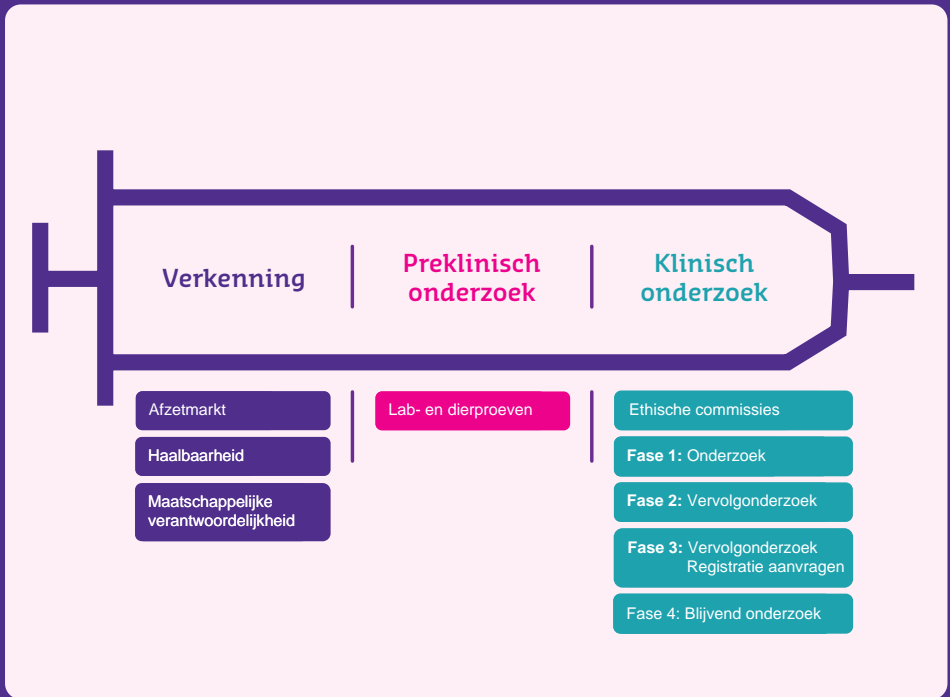 Verkenning
Preklinisch
onderzoek
Klinisch
onderzoek
Afzetmarkt
Haalbaarheid
Maatschappelijke
verantwoordelijkheid
Lab- en dierproeven
Ethische commissies
Fase 1: Onderzoek
Fase 2: Vervolgonderzoek
Fase 3: Vervolgonderzoek
Registratie aanvragen
Fase 4: Blijvend onderzoek